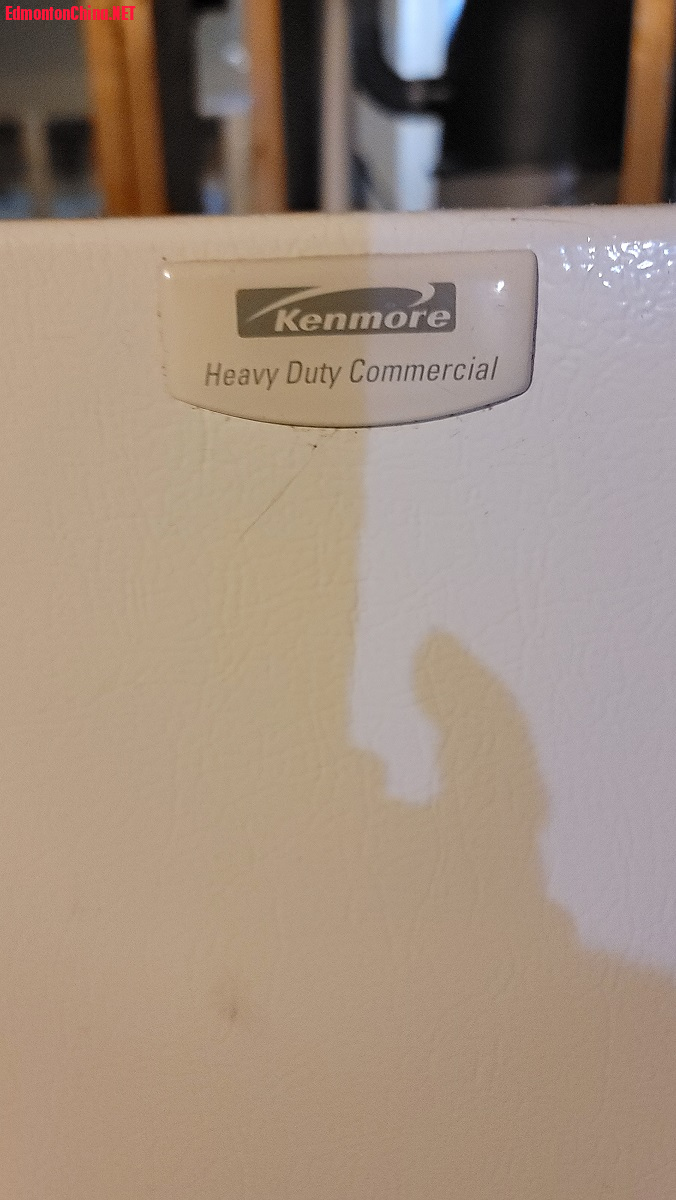 EdmontonChina.NET
Kenmore
Heavy Duty Commercial